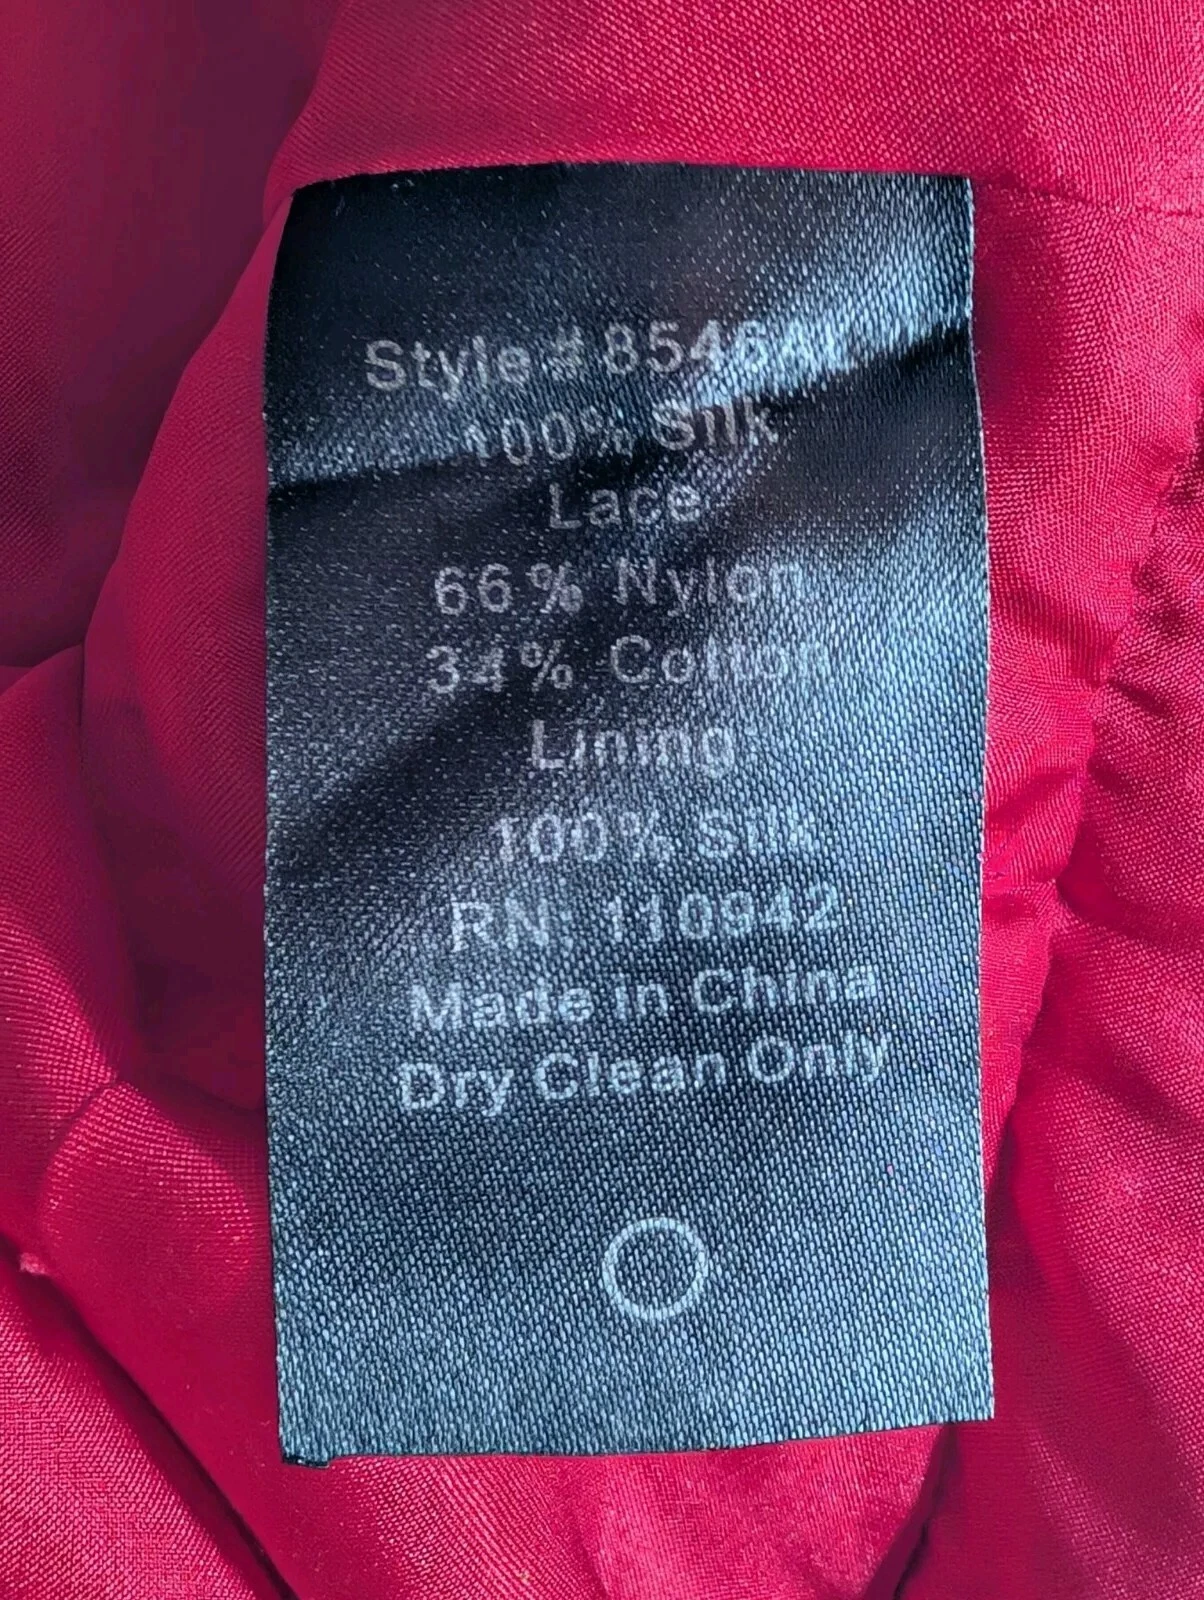 Style #
100% Silk
Lace
66% Nylon
34% Cotton
Lining:
100% Silk
RN: 110942
Made in China
Dry Clean Only